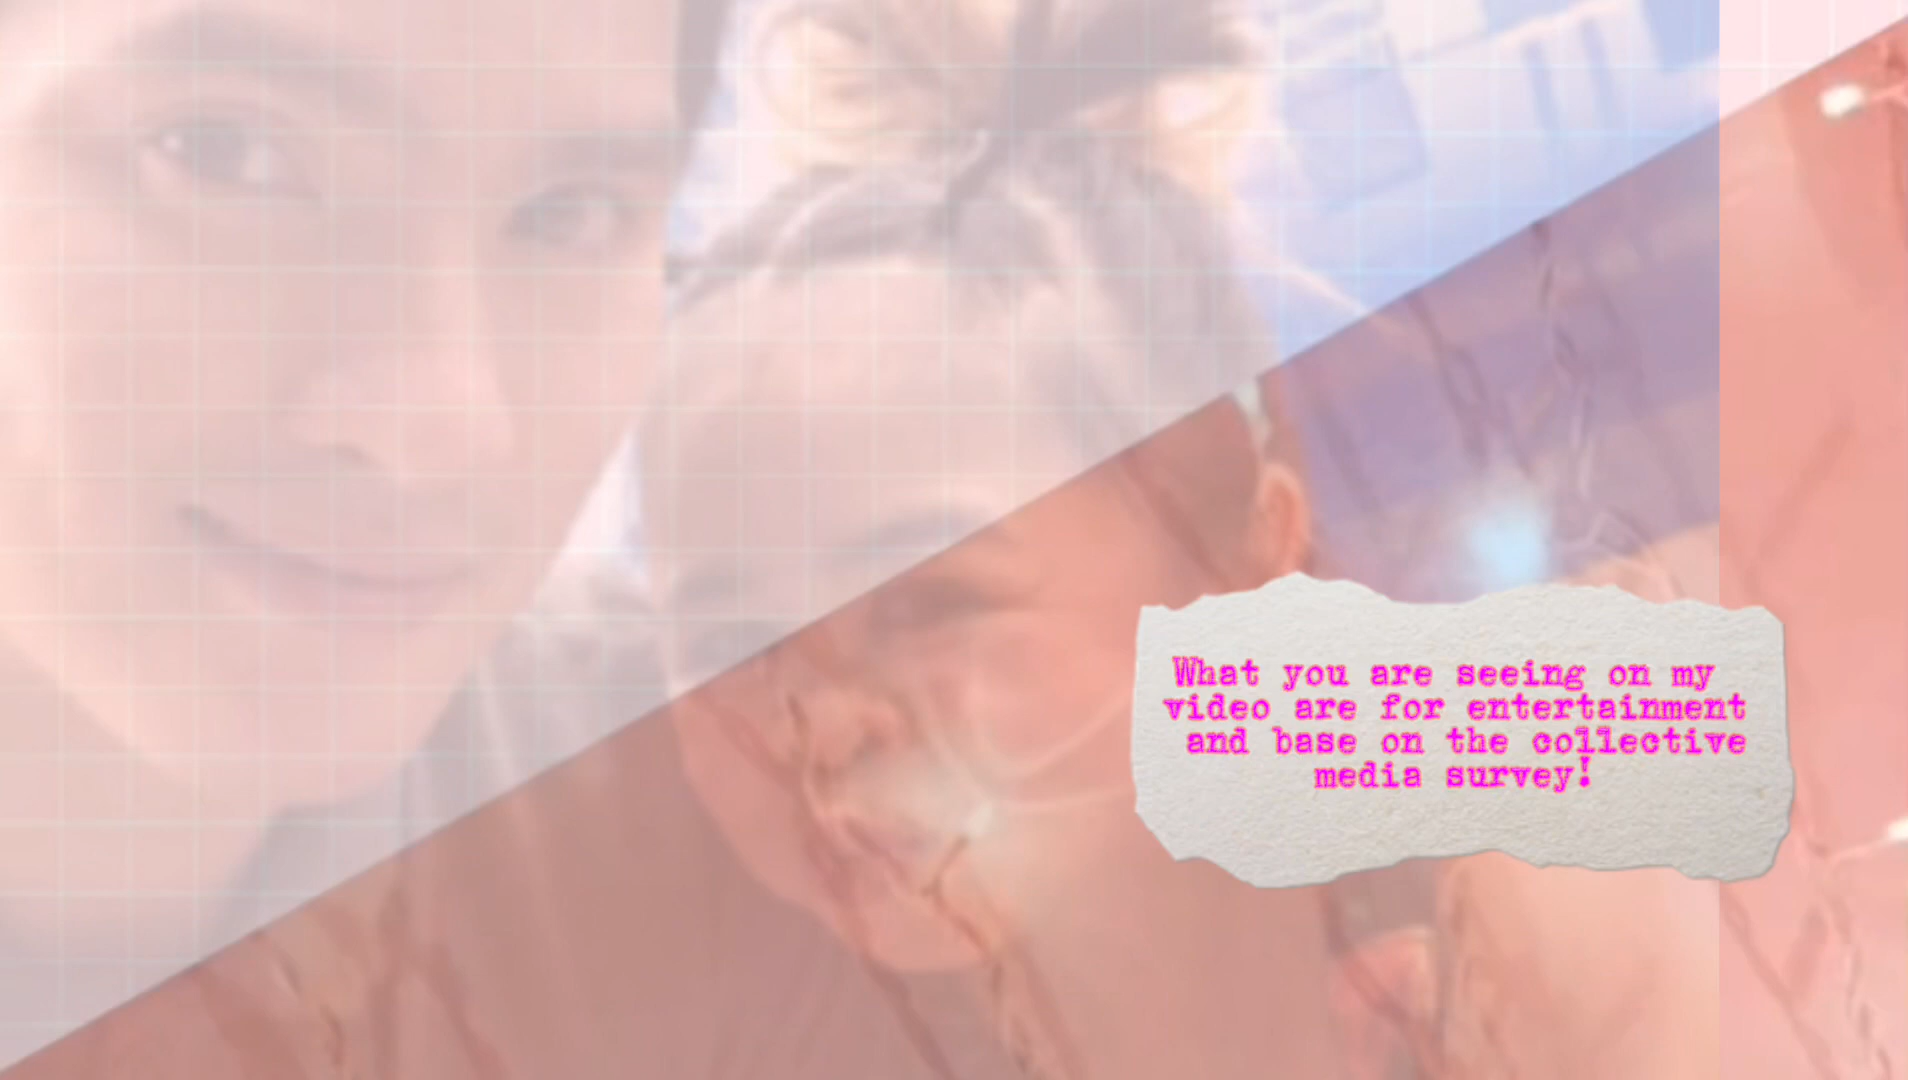 What you are seeing on my
video are for entertainment
and base on the collective
media survey!